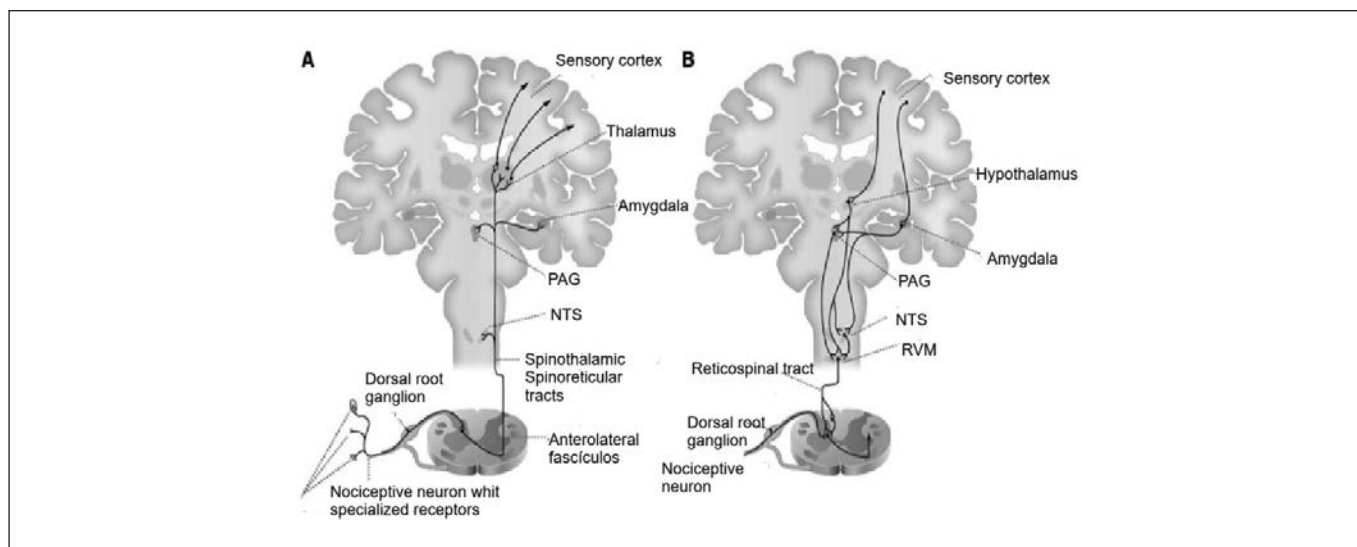 A
Sensory cortex
Thalamus
Amygdala
PAG
NTS
Spinothalamic
Spinoreticular
tracts
Dorsal root
ganglion
Anterolateral
fascículos
Nociceptive neuron whit
specialized receptors
B
Sensory cortex
Hypothalamus
Amygdala
PAG
NTS
RVM
Reticospinal tract
Dorsal root
ganglion
Nociceptive
neuron